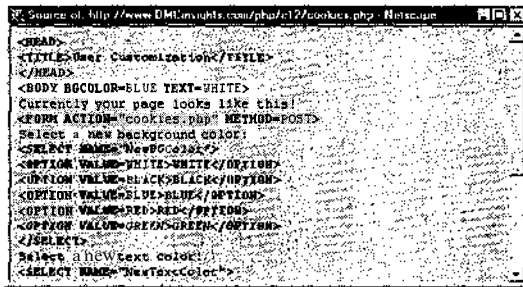 Source of: http://www.DMCinsights.com/php/c12/cookies.php - Netscape
<HEAD>
<TITLE>User Customization</TITLE>
</HEAD>
<BODY BGCOLOR=BLUE TEXT=WHITE>
Currently your page looks like this!
<FORM ACTION="cookies.php" METHOD=POST>
Select a new background color:
<SELECT NAME="NewBGColor">
<OPTION VALUE=WHITE>WHITE</OPTION>
<OPTION VALUE=BLACK>BLACK</OPTION>
<OPTION VALUE=BLUE>BLUE</OPTION>
<OPTION VALUE=RED>RED</OPTION>
<OPTION VALUE=GREEN>GREEN</OPTION>
</SELECT>
Select a new text color:
<SELECT NAME="NewTextColor">